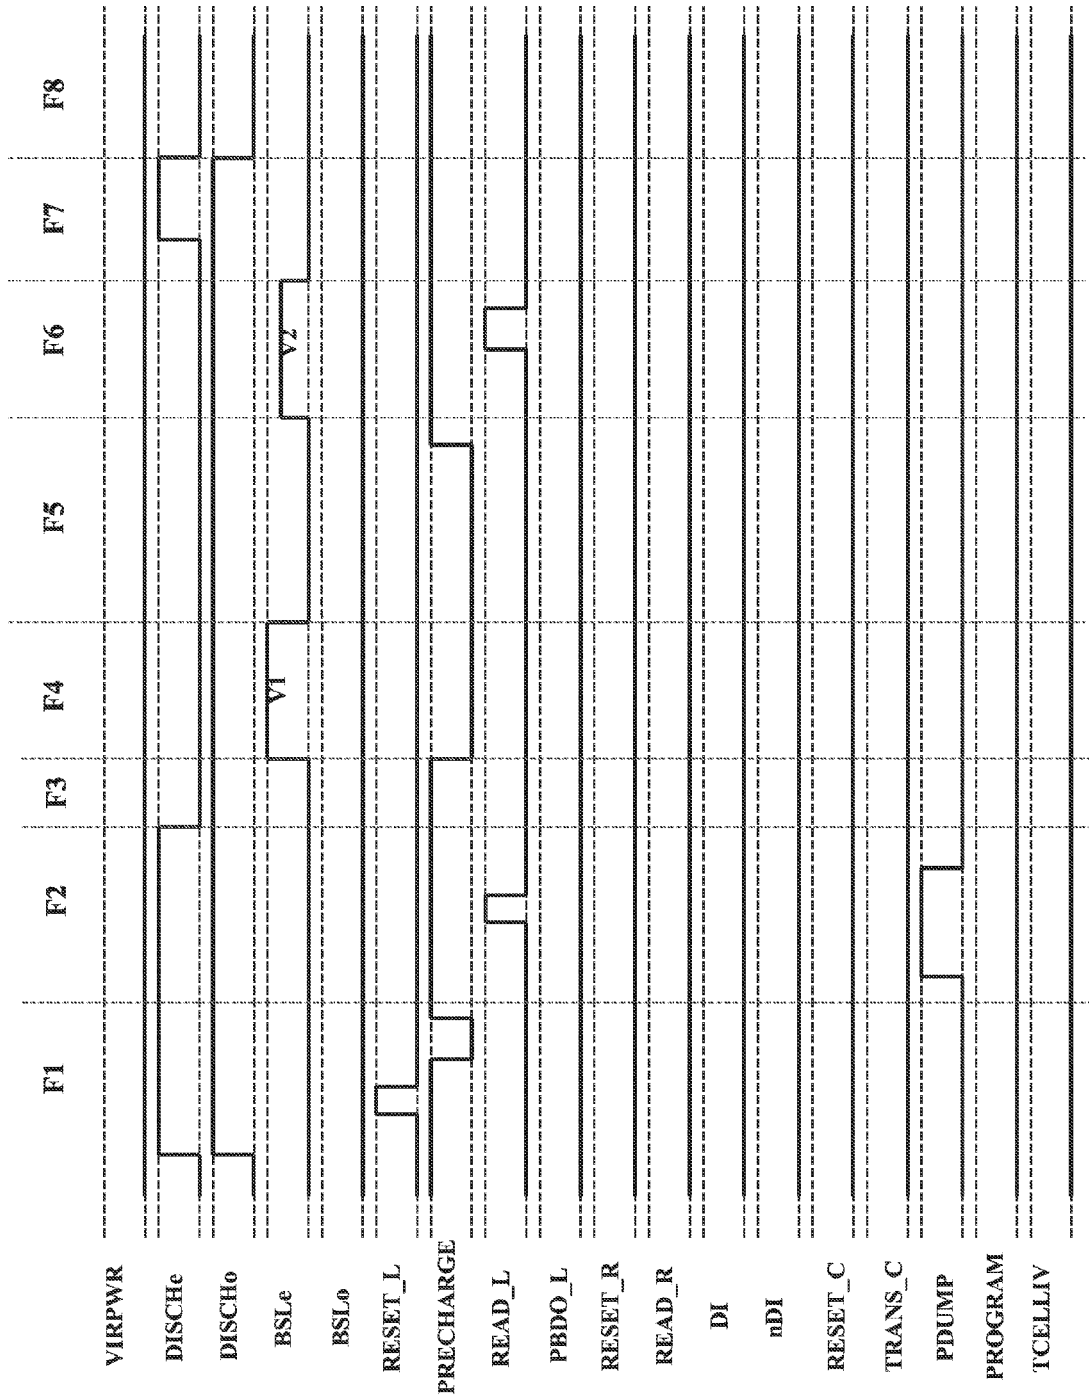 F1 F2 F3 F4 F5 F6 F7 F8
VIRPWR
DISCHe
DISCHo
BSLe V1 V2
BSLo
RESET_L
PRECHARGE
READ_L
PBDO_L
RESET_R
READ_R
DI
nDI
RESET_C
TRANS_C
PDUMP
PROGRAM
TCELLIV